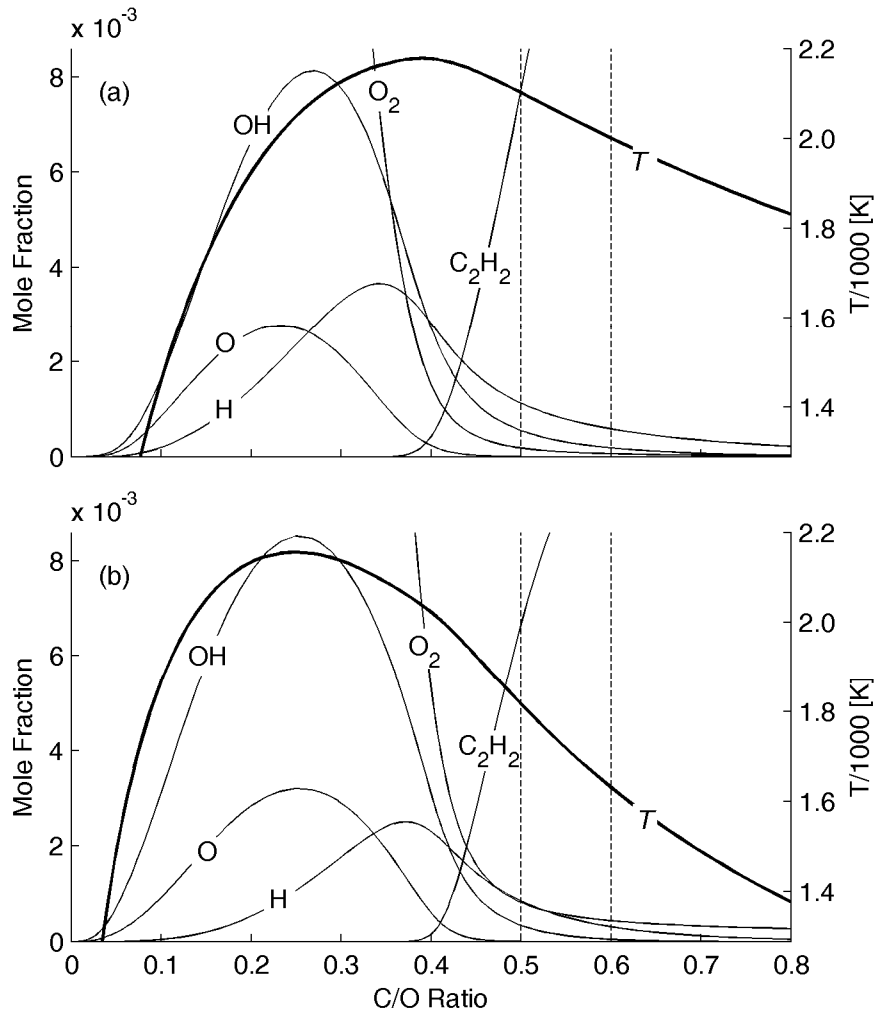 x 10⁻³
(a)
8
6
4
2
0
Mole Fraction
OH
O₂
C₂H₂
O
H
T
2.2
2.0
1.8
1.6
1.4
T/1000 [K]
x 10⁻³
(b)
8
6
4
2
0
Mole Fraction
OH
O₂
C₂H₂
O
H
T
2.2
2.0
1.8
1.6
1.4
T/1000 [K]
0 0.1 0.2 0.3 0.4 0.5 0.6 0.7 0.8
C/O Ratio